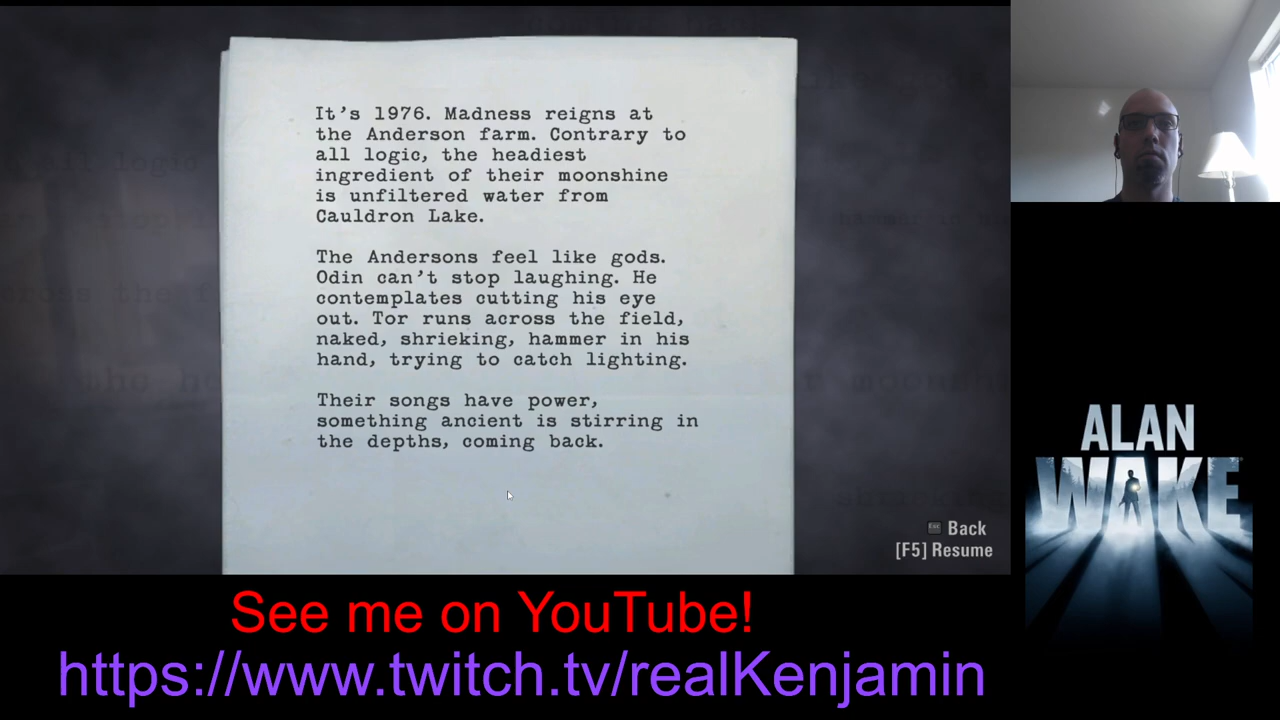 It's 1976. Madness reigns at
the Anderson farm. Contrary to
all logic, the headiest
ingredient of their moonshine
is unfiltered water from
Cauldron Lake.
The Andersons feel like gods.
Odin can't stop laughing. He
contemplates cutting his eye
out. Tor runs across the field,
naked, shrieking, hammer in his
hand, trying to catch lighting.
Their songs have power,
something ancient is stirring in
the depths, coming back.
Esc Back
[F5] Resume
ALAN
WAKE
See me on YouTube!
https://www.twitch.tv/realKenjamin